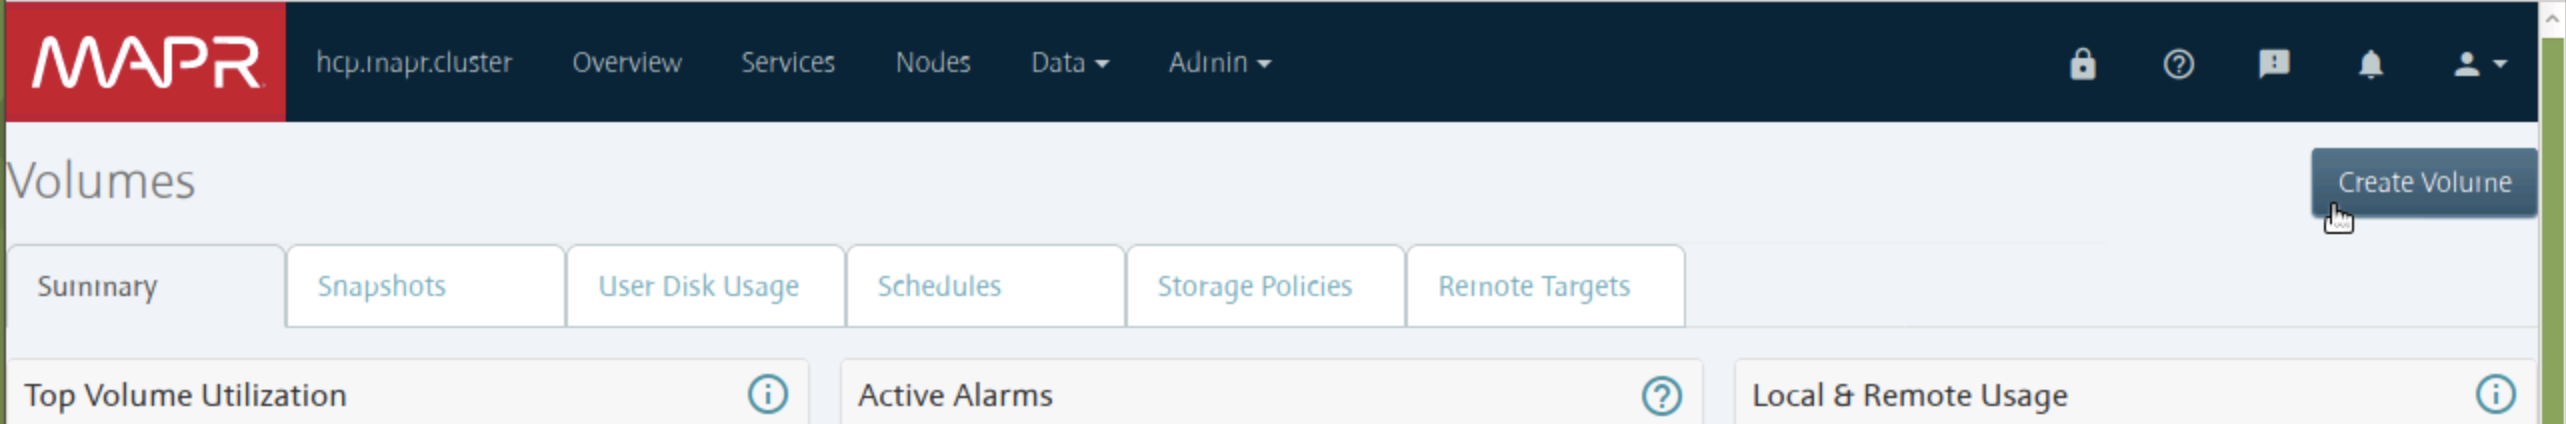 MAPR hcp.mapr.cluster Overview Services Nodes Data Admin
Volumes Create Volume
Summary Snapshots User Disk Usage Schedules Storage Policies Remote Targets
Top Volume Utilization Active Alarms Local & Remote Usage